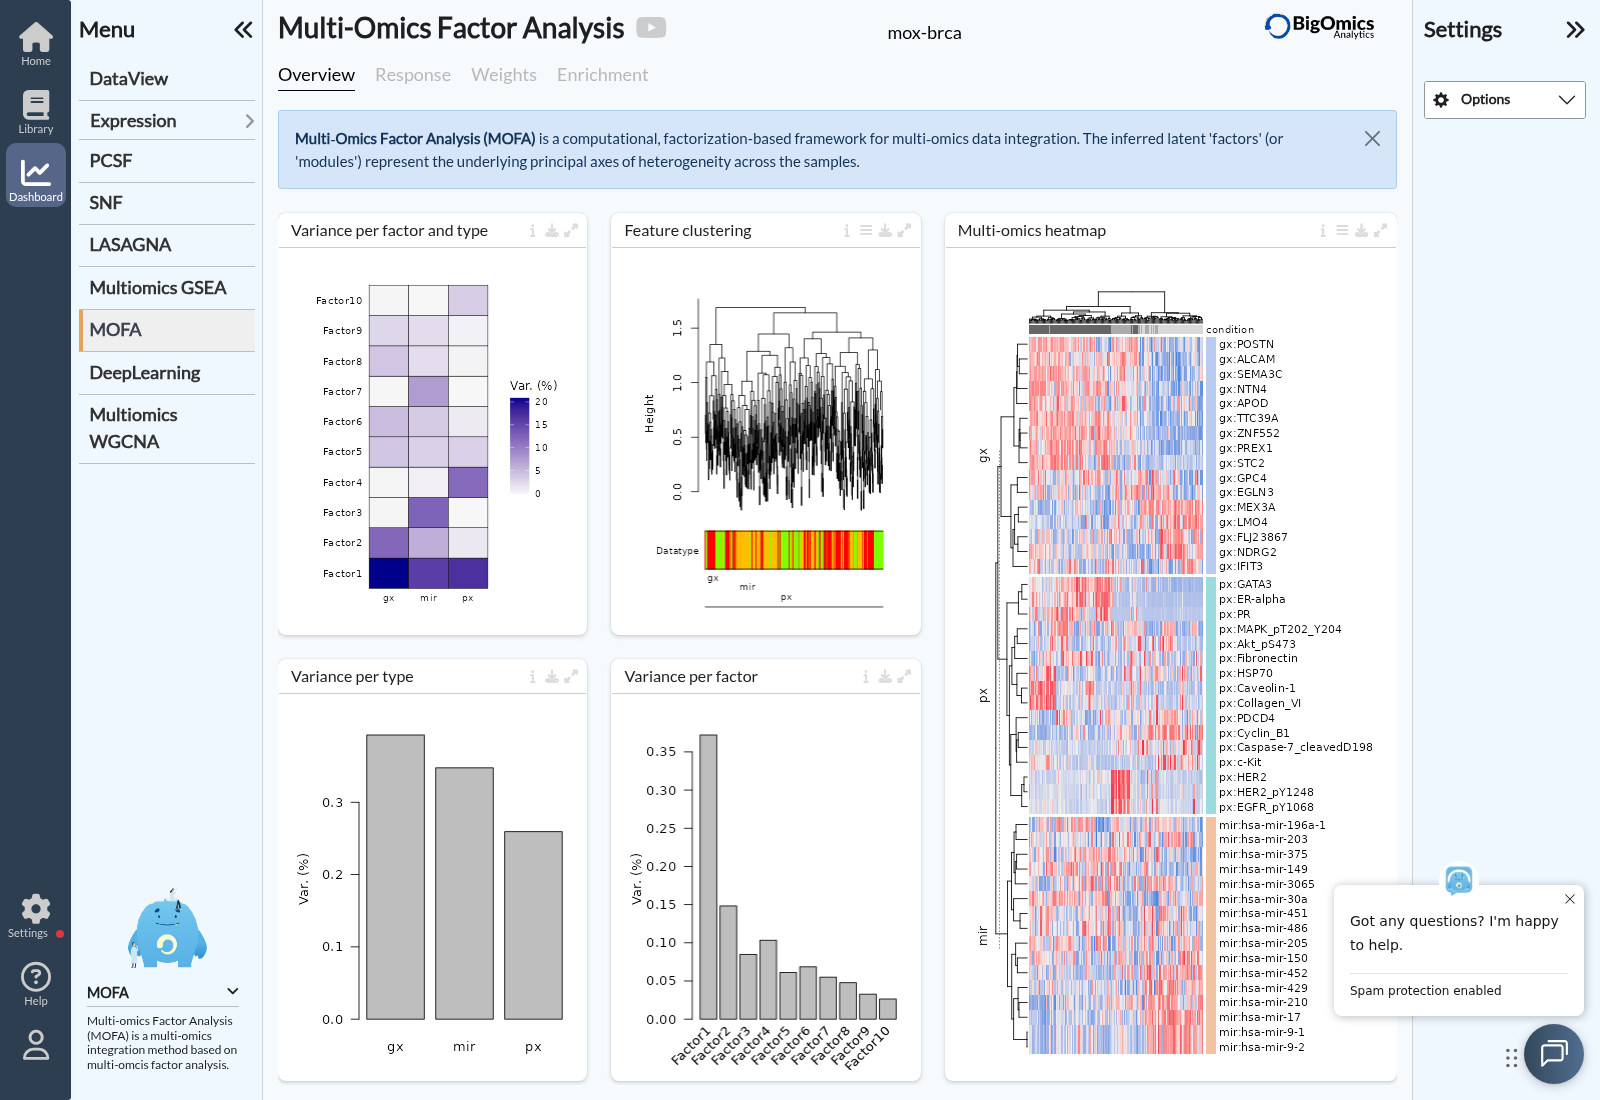 Home
Library
Dashboard
Settings
Help
Menu
DataView
Expression
PCSF
SNF
LASAGNA
Multiomics GSEA
MOFA
DeepLearning
Multiomics
WGCNA
MOFA
Multi-omics Factor Analysis
(MOFA) is a multi-omics
integration method based on
multi-omcis factor analysis.
Multi-Omics Factor Analysis
mox-brca
BigOmics
Analytics
Overview Response Weights Enrichment
Multi-Omics Factor Analysis (MOFA) is a computational, factorization-based framework for multi-omics data integration. The inferred latent 'factors' (or
'modules') represent the underlying principal axes of heterogeneity across the samples.
Variance per factor and type
Factor10
Factor9
Factor8
Factor7
Factor6
Factor5
Factor4
Factor3
Factor2
Factor1
gx mir px
Var. (%)
20
15
10
5
0
Feature clustering
Height
1.5
1.0
0.5
0.0
Datatype
gx
mir
px
Multi-omics heatmap
condition
gx
gx:POSTN
gx:ALCAM
gx:SEMA3C
gx:NTN4
gx:APOD
gx:TTC39A
gx:ZNF552
gx:PREX1
gx:STC2
gx:GPC4
gx:EGLN3
gx:MEX3A
gx:LMO4
gx:FLJ23867
gx:NDRG2
gx:IFIT3
px
px:GATA3
px:ER-alpha
px:PR
px:MAPK_pT202_Y204
px:Akt_pS473
px:Fibronectin
px:HSP70
px:Caveolin-1
px:Collagen_VI
px:PDCD4
px:Cyclin_B1
px:Caspase-7_cleavedD198
px:c-Kit
px:HER2
px:HER2_pY1248
px:EGFR_pY1068
mir
mir:hsa-mir-196a-1
mir:hsa-mir-203
mir:hsa-mir-375
mir:hsa-mir-149
mir:hsa-mir-3065
mir:hsa-mir-30a
mir:hsa-mir-451
mir:hsa-mir-486
mir:hsa-mir-205
mir:hsa-mir-150
mir:hsa-mir-452
mir:hsa-mir-429
mir:hsa-mir-210
mir:hsa-mir-17
mir:hsa-mir-9-1
mir:hsa-mir-9-2
Variance per type
Var. (%)
0.3
0.2
0.1
0.0
gx mir px
Variance per factor
Var. (%)
0.35
0.30
0.25
0.20
0.15
0.10
0.05
0.00
Factor1
Factor2
Factor3
Factor4
Factor5
Factor6
Factor7
Factor8
Factor9
Factor10
Settings
Options
Got any questions? I'm happy
to help.
Spam protection enabled